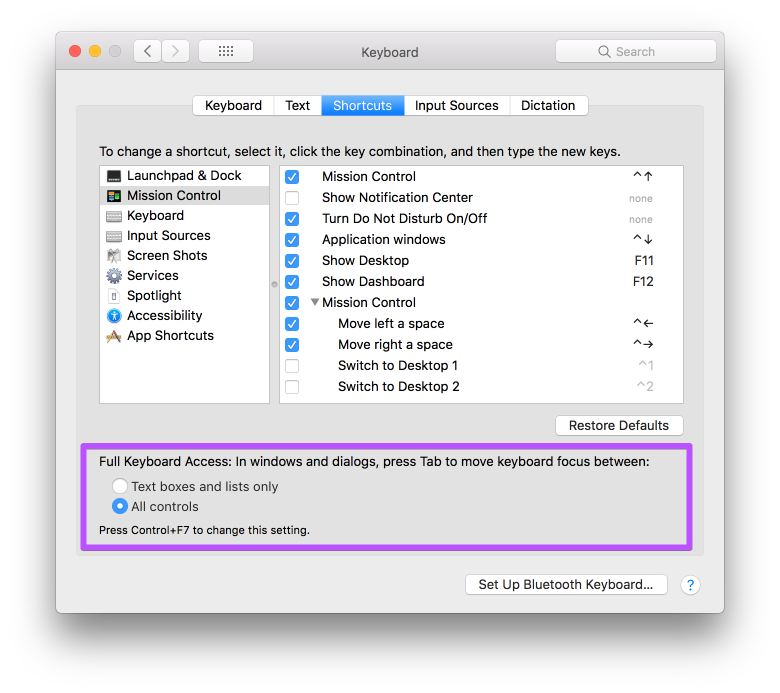 Keyboard
Search
Keyboard Text Shortcuts Input Sources Dictation
To change a shortcut, select it, click the key combination, and then type the new keys.
Launchpad & Dock
Mission Control
Keyboard
Input Sources
Screen Shots
Services
Spotlight
Accessibility
App Shortcuts
Mission Control ^↑
Show Notification Center none
Turn Do Not Disturb On/Off none
Application windows ^↓
Show Desktop F11
Show Dashboard F12
Mission Control
Move left a space ^←
Move right a space ^→
Switch to Desktop 1 ^1
Switch to Desktop 2 ^2
Restore Defaults
Full Keyboard Access: In windows and dialogs, press Tab to move keyboard focus between:
Text boxes and lists only
All controls
Press Control+F7 to change this setting.
Set Up Bluetooth Keyboard... ?